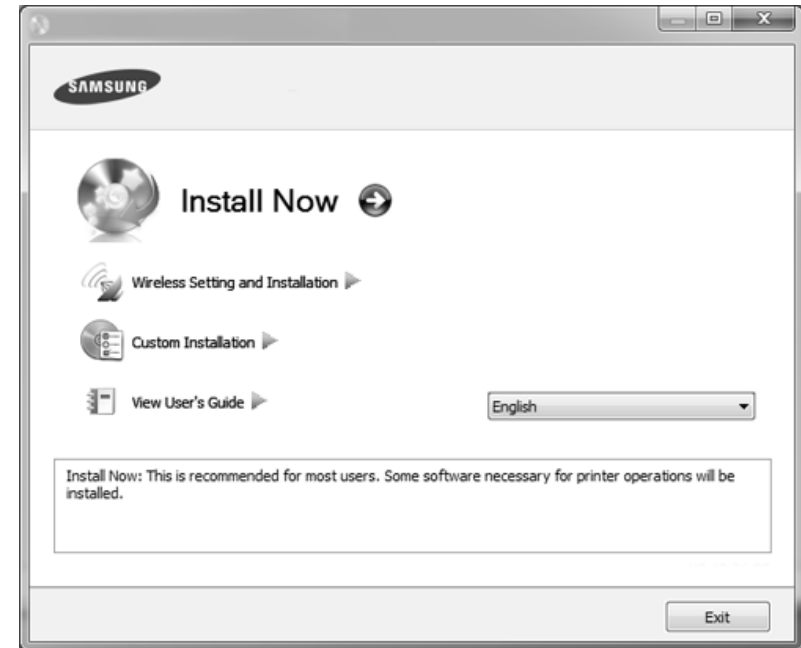 SAMSUNG
Install Now
Wireless Setting and Installation
Custom Installation
View User's Guide
English
Install Now: This is recommended for most users. Some software necessary for printer operations will be
installed.
Exit